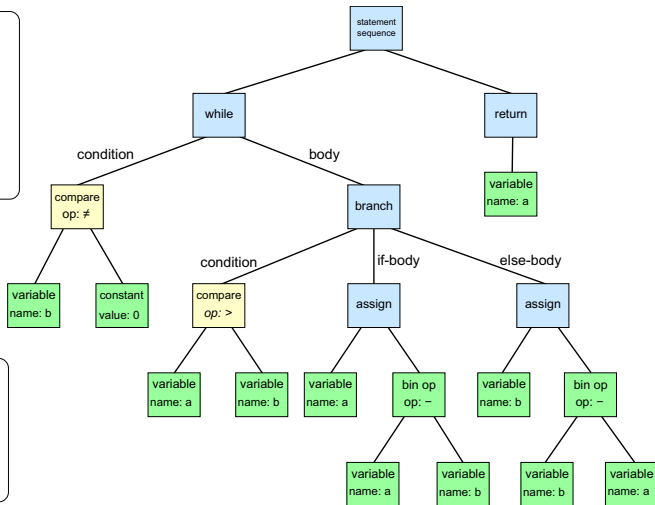 statement
sequence
while
return
condition
body
variable
name: a
compare
op: ≠
branch
condition
if-body
else-body
variable
name: b
constant
value: 0
compare
op: >
assign
assign
variable
name: a
variable
name: b
variable
name: a
bin op
op: −
variable
name: b
bin op
op: −
variable
name: a
variable
name: b
variable
name: b
variable
name: a